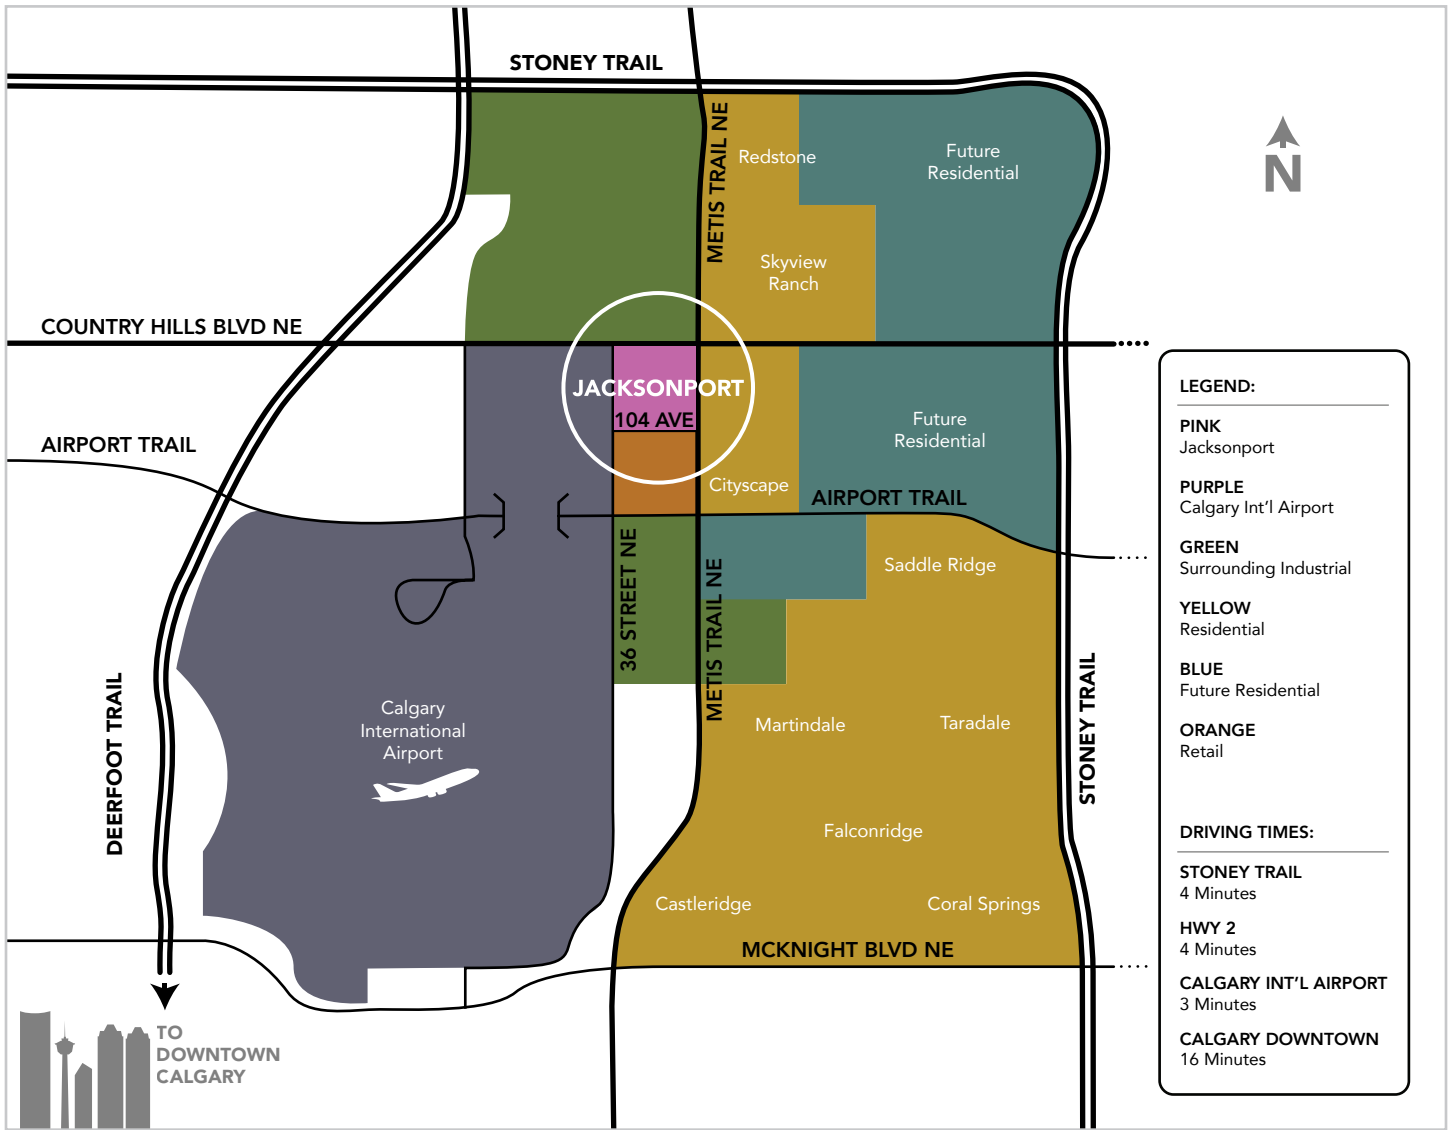 STONEY TRAIL
METIS TRAIL NE
Redstone
Future
Residential
N
Skyview
Ranch
COUNTRY HILLS BLVD NE
JACKSONPORT
104 AVE
AIRPORT TRAIL
Future
Residential
Cityscape
AIRPORT TRAIL
36 STREET NE
METIS TRAIL NE
Saddle Ridge
DEERFOOT TRAIL
Calgary
International
Airport
Martindale
Taradale
STONEY TRAIL
Falconridge
Castleridge
Coral Springs
MCKNIGHT BLVD NE
TO
DOWNTOWN
CALGARY
LEGEND:
PINK
Jacksonport
PURPLE
Calgary Int'l Airport
GREEN
Surrounding Industrial
YELLOW
Residential
BLUE
Future Residential
ORANGE
Retail
DRIVING TIMES:
STONEY TRAIL
4 Minutes
HWY 2
4 Minutes
CALGARY INT'L AIRPORT
3 Minutes
CALGARY DOWNTOWN
16 Minutes